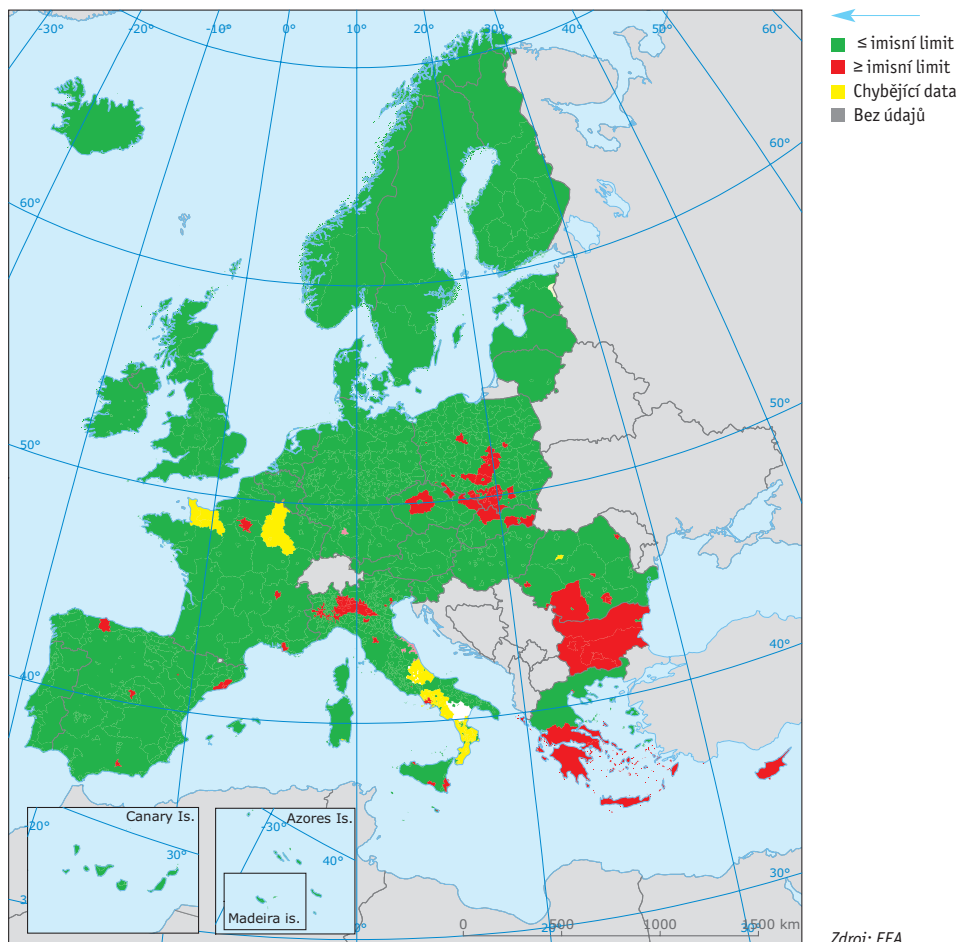 -30°
-20°
-10°
0°
10°
20°
30°
40°
50°
60°
≤ imisní limit
≥ imisní limit
Chybějící data
Bez údajů
60°
60°
50°
50°
40°
40°
30°
Canary Is.
-20°
30°
Azores Is.
-30°
40°
Madeira is.
0
500
1000
1500 km
Zdroj: EEA